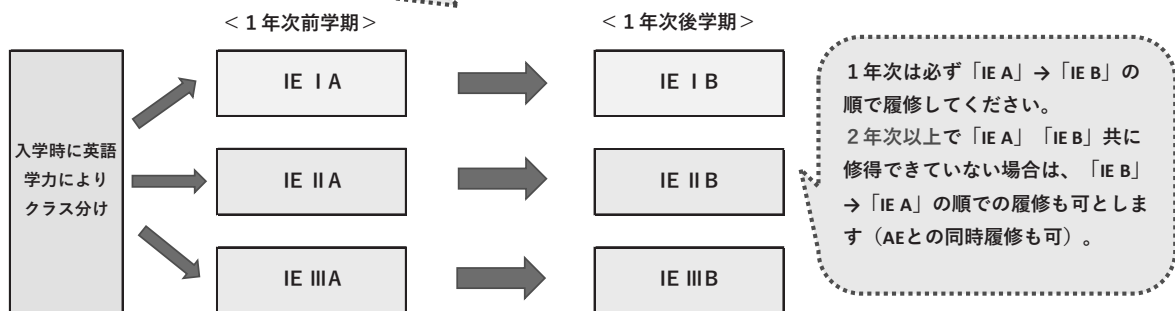 ＜１年次前学期＞
＜１年次後学期＞
入学時に英語
学力により
クラス分け
IE ⅠA
IE ⅠB
IE ⅡA
IE ⅡB
IE ⅢA
IE ⅢB
１年次は必ず「IE A」→「IE B」の
順で履修してください。
２年次以上で「IE A」「IE B」共に
修得できていない場合は、「IE B」
→「IE A」の順での履修も可としま
す（AEとの同時履修も可）。